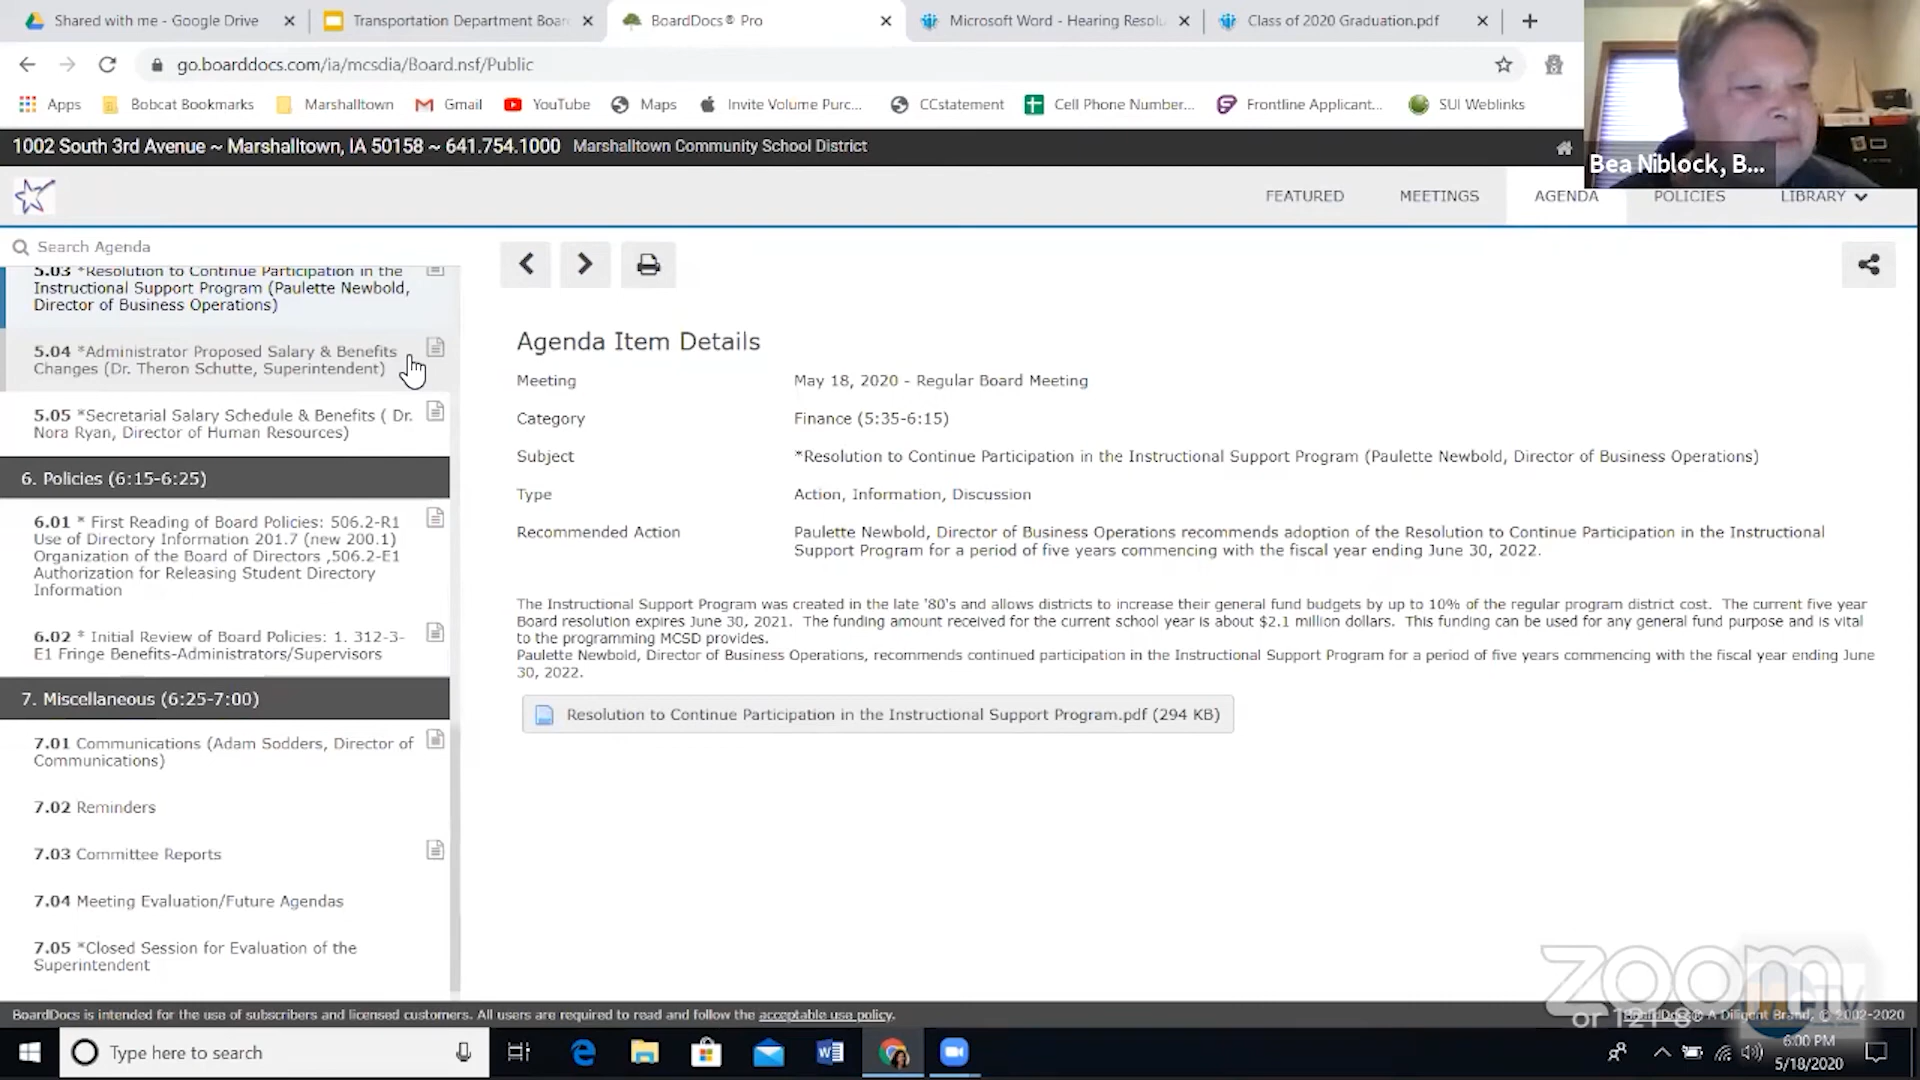 Shared with me - Google Drive
Transportation Department Boar
BoardDocs® Pro
Microsoft Word - Hearing Resolu
Class of 2020 Graduation.pdf
go.boarddocs.com/ia/mcsdia/Board.nsf/Public
Apps
Bobcat Bookmarks
Marshalltown
Gmail
YouTube
Maps
Invite Volume Purc...
CCstatement
Cell Phone Number...
Frontline Applicant...
SUI Weblinks
1002 South 3rd Avenue ~ Marshalltown, IA 50158 ~ 641.754.1000 Marshalltown Community School District
Bea Niblock, B...
FEATURED
MEETINGS
AGENDA
POLICIES
LIBRARY
Search Agenda
5.03 *Resolution to Continue Participation in the
Instructional Support Program (Paulette Newbold,
Director of Business Operations)
5.04 *Administrator Proposed Salary & Benefits
Changes (Dr. Theron Schutte, Superintendent)
5.05 *Secretarial Salary Schedule & Benefits ( Dr.
Nora Ryan, Director of Human Resources)
6. Policies (6:15-6:25)
6.01 * First Reading of Board Policies: 506.2-R1
Use of Directory Information 201.7 (new 200.1)
Organization of the Board of Directors ,506.2-E1
Authorization for Releasing Student Directory
Information
6.02 * Initial Review of Board Policies: 1. 312-3-
E1 Fringe Benefits-Administrators/Supervisors
7. Miscellaneous (6:25-7:00)
7.01 Communications (Adam Sodders, Director of
Communications)
7.02 Reminders
7.03 Committee Reports
7.04 Meeting Evaluation/Future Agendas
7.05 *Closed Session for Evaluation of the
Superintendent
Agenda Item Details
Meeting
May 18, 2020 - Regular Board Meeting
Category
Finance (5:35-6:15)
Subject
*Resolution to Continue Participation in the Instructional Support Program (Paulette Newbold, Director of Business Operations)
Type
Action, Information, Discussion
Recommended Action
Paulette Newbold, Director of Business Operations recommends adoption of the Resolution to Continue Participation in the Instructional
Support Program for a period of five years commencing with the fiscal year ending June 30, 2022.
The Instructional Support Program was created in the late '80's and allows districts to increase their general fund budgets by up to 10% of the regular program district cost. The current five year
Board resolution expires June 30, 2021. The funding amount received for the current school year is about $2.1 million dollars. This funding can be used for any general fund purpose and is vital
to the programming MCSD provides.
Paulette Newbold, Director of Business Operations, recommends continued participation in the Instructional Support Program for a period of five years commencing with the fiscal year ending June
30, 2022.
Resolution to Continue Participation in the Instructional Support Program.pdf (294 KB)
zoom
BoardDocs is intended for the use of subscribers and licensed customers. All users are required to read and follow the acceptable use policy.
BoardDocs® A Diligent Brand, © 2002-2020
Type here to search
6:00 PM
5/18/2020